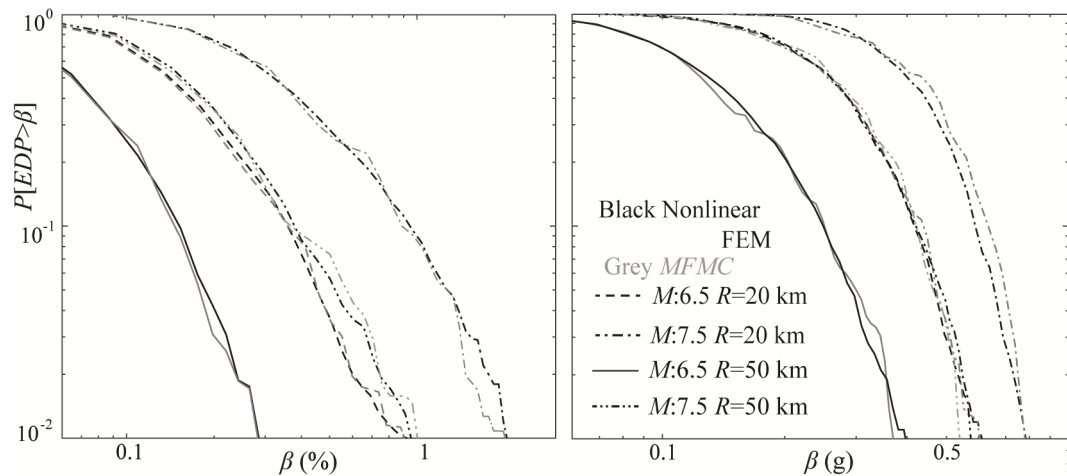 10^0
P[EDP>β]
10^-1
10^-2
0.1
1
β (%)
Black Nonlinear
FEM
Grey MFMC
M:6.5 R=20 km
M:7.5 R=20 km
M:6.5 R=50 km
M:7.5 R=50 km
0.1
0.5
β (g)